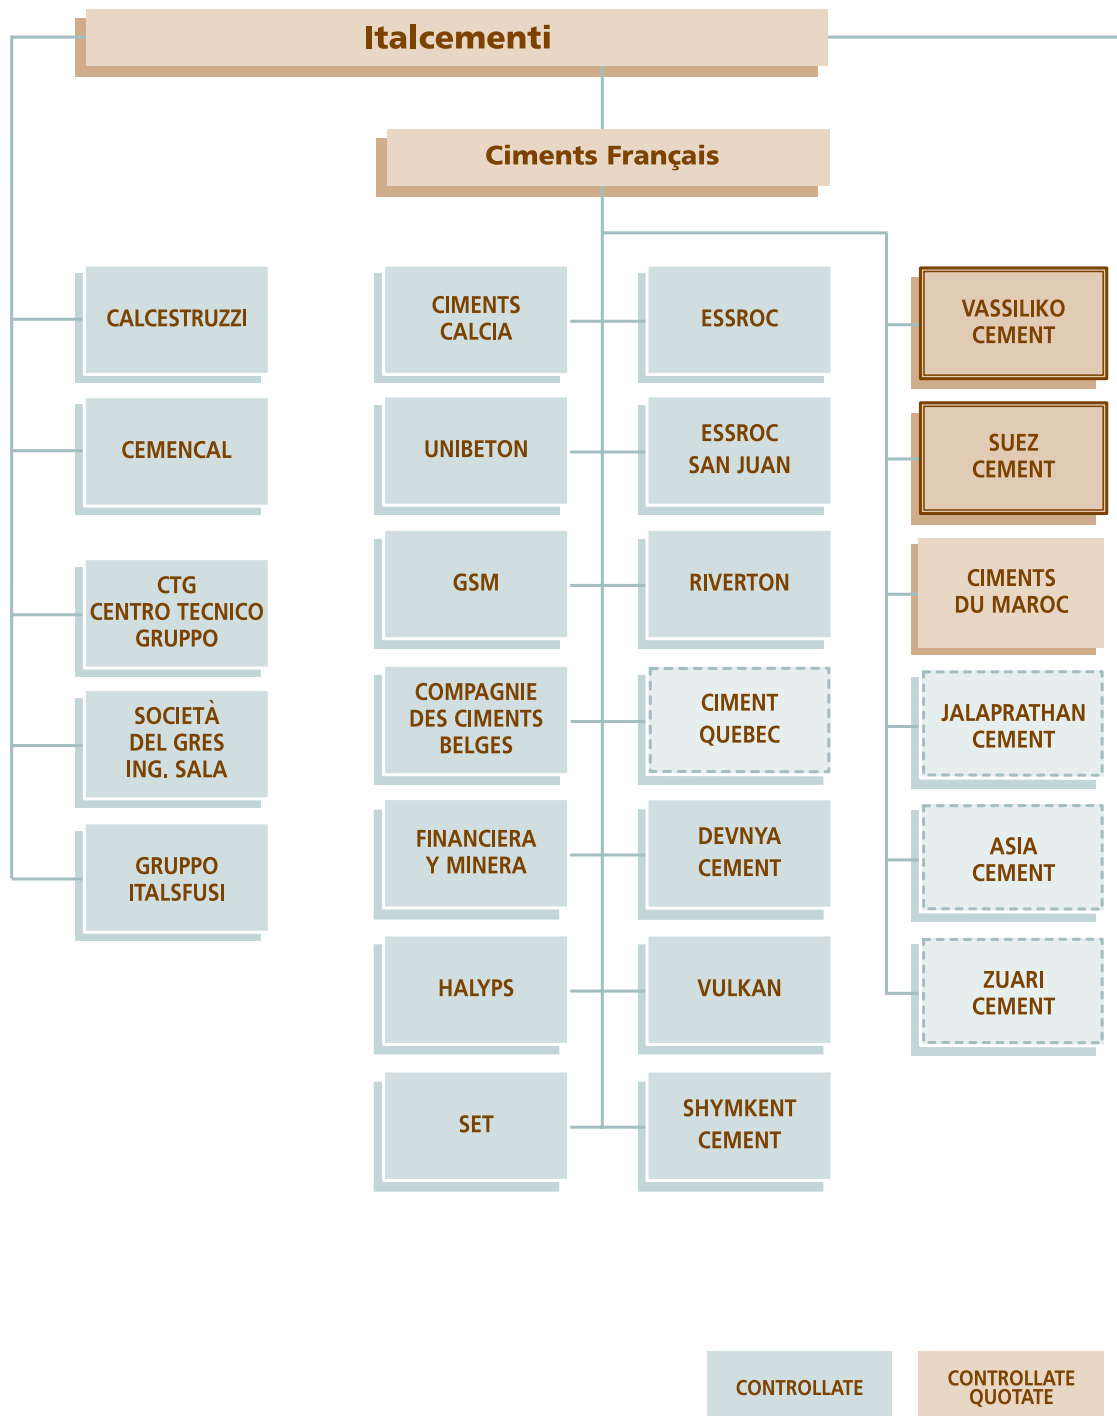 Italcementi
Ciments Français
CALCESTRUZZI
CEMENCAL
CTG
CENTRO TECNICO
GRUPPO
SOCIETÀ
DEL GRES
ING. SALA
GRUPPO
ITALSFUSI
CIMENTS
CALCIA
UNIBETON
GSM
COMPAGNIE
DES CIMENTS
BELGES
FINANCIERA
Y MINERA
HALYPS
SET
ESSROC
ESSROC
SAN JUAN
RIVERTON
CIMENT
QUEBEC
DEVNYA
CEMENT
VULKAN
SHYMKENT
CEMENT
VASSILIKO
CEMENT
SUEZ
CEMENT
CIMENTS
DU MAROC
JALAPRATHAN
CEMENT
ASIA
CEMENT
ZUARI
CEMENT
CONTROLLATE
CONTROLLATE
QUOTATE